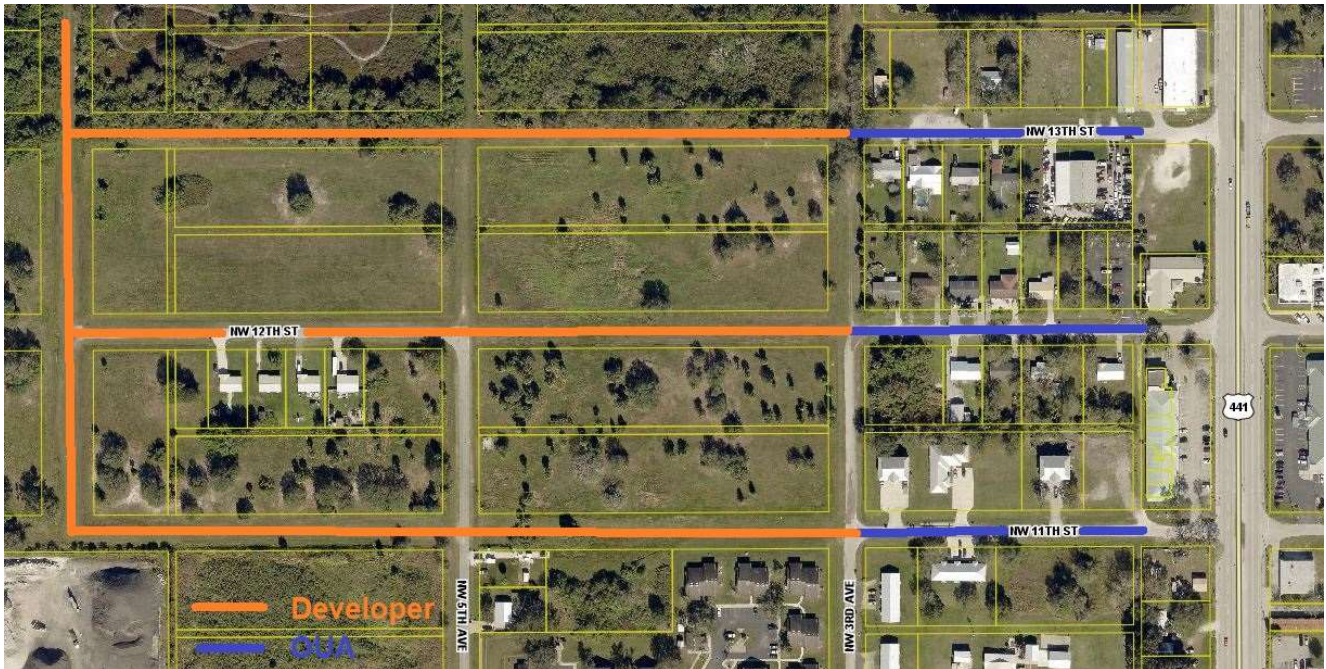 NW 13TH ST
NW 12TH ST
441
NW 11TH ST
NW 5TH AVE
NW 3RD AVE
Developer
OUA